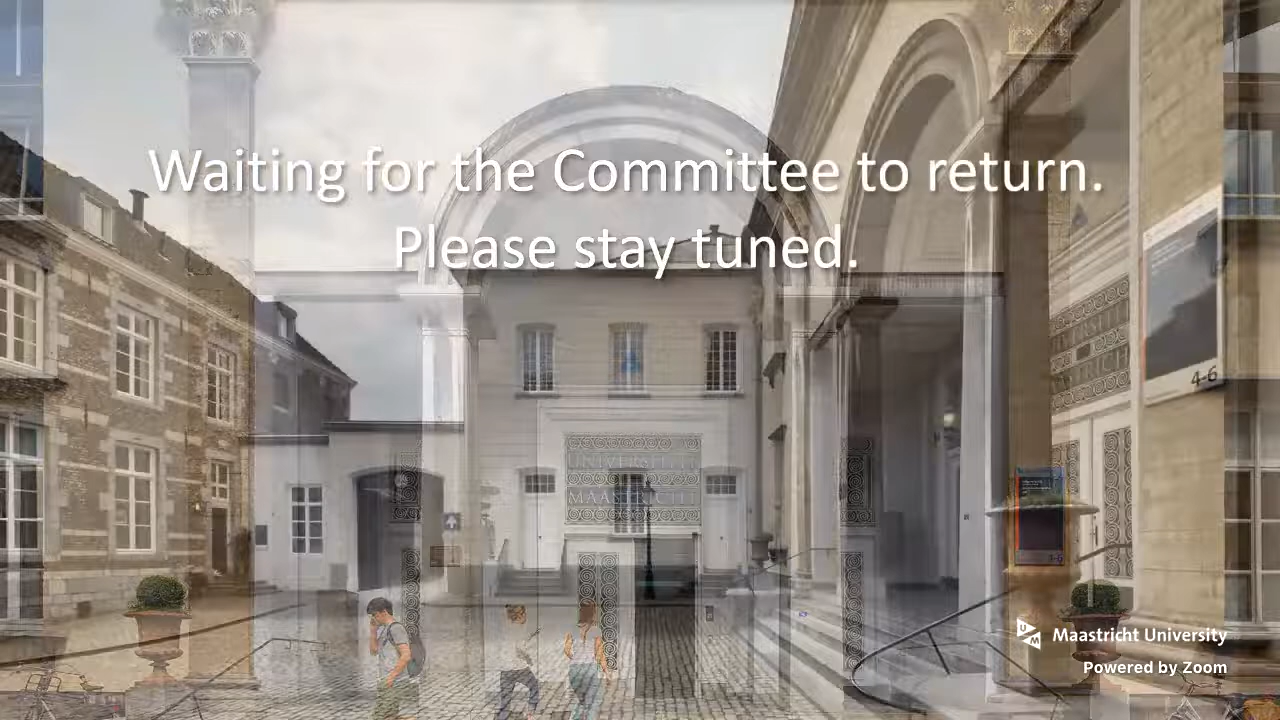 Waiting for the Committee to return.
Please stay tuned.
UNIVERSITEIT
MAASTRICHT
4-6
Maastricht University
Powered by Zoom